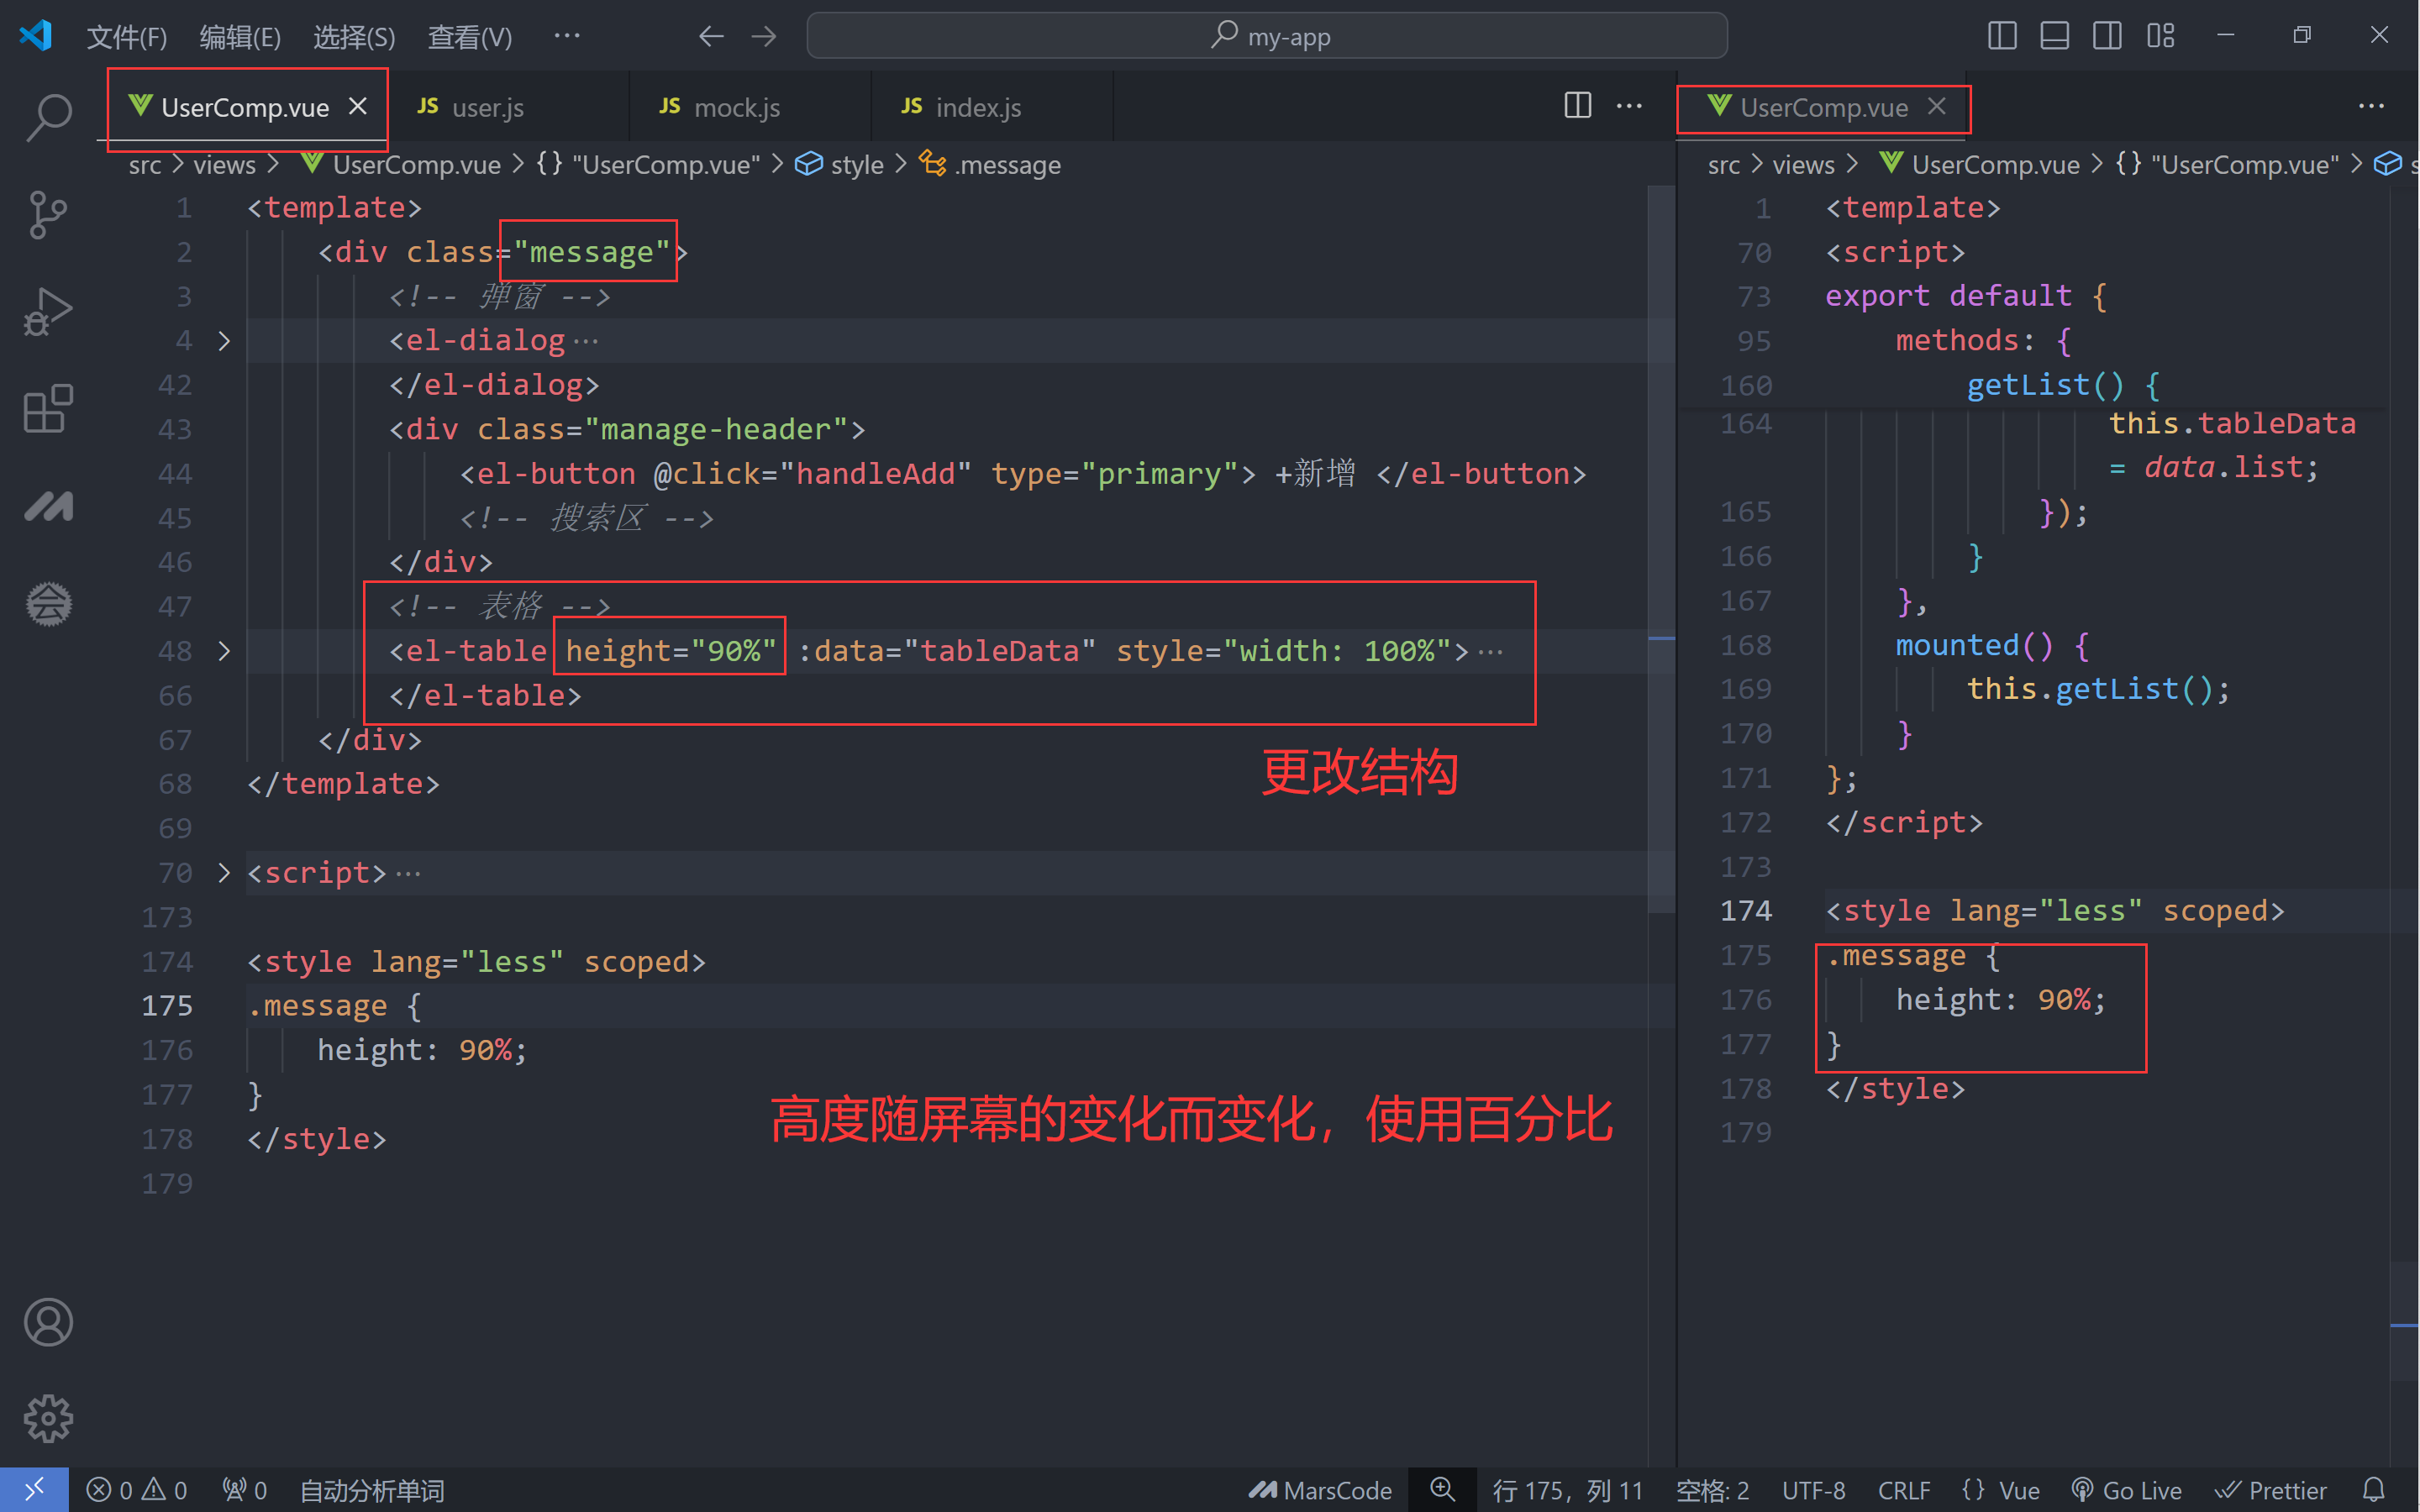 文件(F) 编辑(E) 选择(S) 查看(V) ··· my-app
UserComp.vue JS user.js JS mock.js JS index.js ···
src > views > UserComp.vue > {} "UserComp.vue" > style > .message
1 <template>
2 <div class="message">
3 <!-- 弹窗 -->
4 <el-dialog···
42 </el-dialog>
43 <div class="manage-header">
44 <el-button @click="handleAdd" type="primary"> +新增 </el-button>
45 <!-- 搜索区 -->
46 </div>
47 <!-- 表格 -->
48 <el-table height="90%" :data="tableData" style="width: 100%">···
66 </el-table>
67 </div>
更改结构
68 </template>
69
70 <script>···
173
174 <style lang="less" scoped>
175 .message {
176 height: 90%;
177 }
高度随屏幕的变化而变化，使用百分比
178 </style>
179
UserComp.vue ···
src > views > UserComp.vue > {} "UserComp.vue" > s
1 <template>
70 <script>
73 export default {
95 methods: {
160 getList() {
164 this.tableData
= data.list;
165 });
166 }
167 },
168 mounted() {
169 this.getList();
170 }
171 };
172 </script>
173
174 <style lang="less" scoped>
175 .message {
176 height: 90%;
177 }
178 </style>
179
会
0 0 0 自动分析单词 MarsCode 行 175，列 11 空格: 2 UTF-8 CRLF {} Vue Go Live Prettier